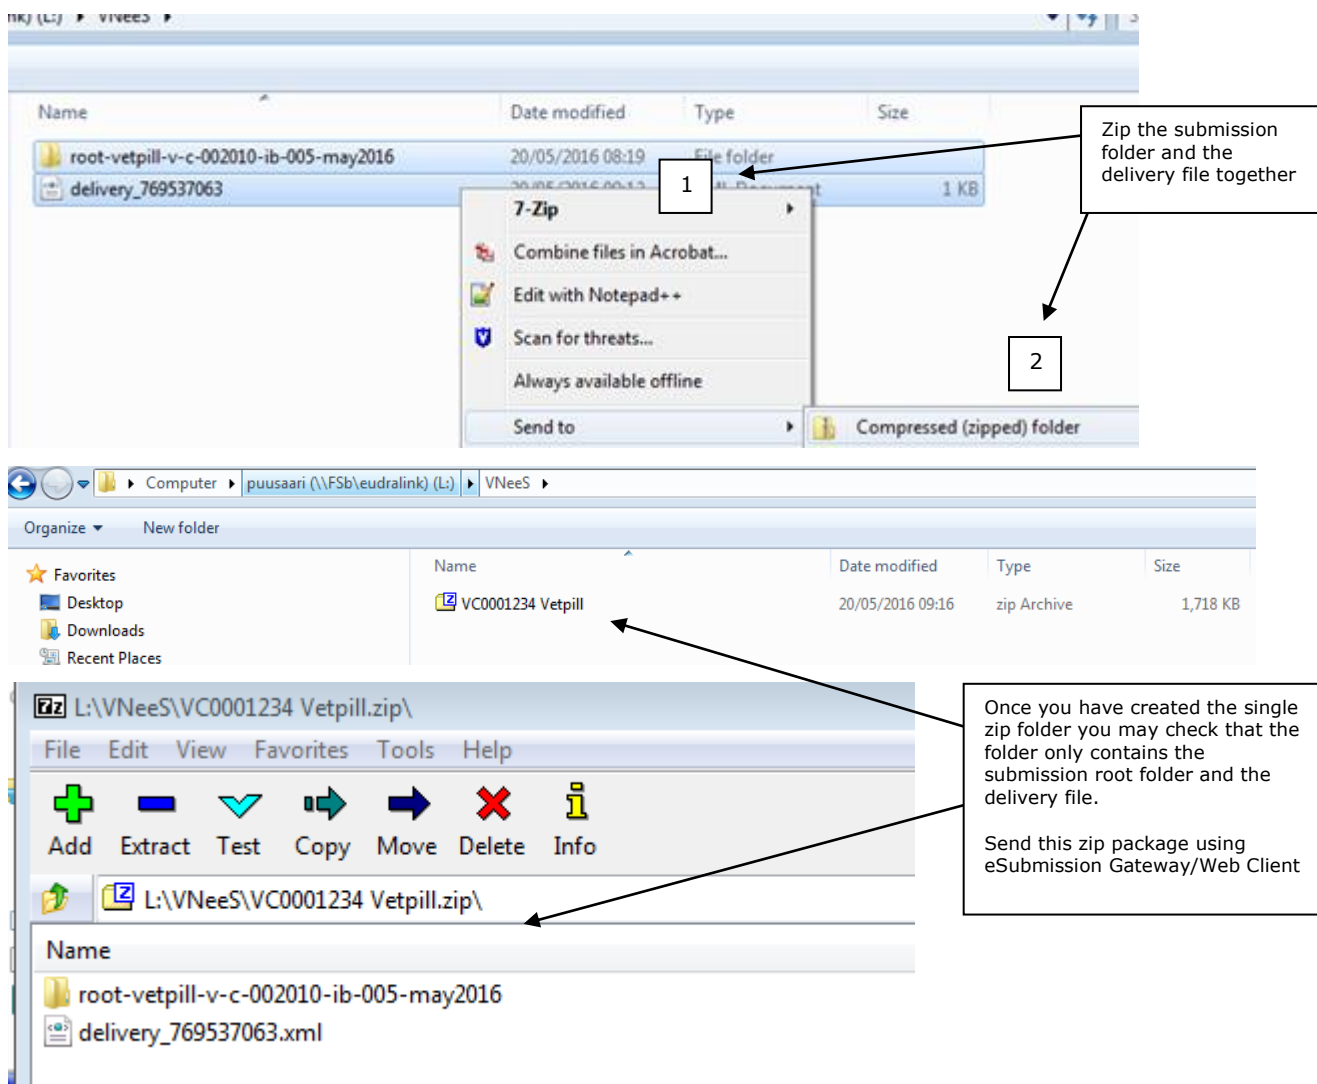 nk) (L:) ▸ VNeeS ▸
Name Date modified Type Size
root-vetpill-v-c-002010-ib-005-may2016 20/05/2016 08:19 File folder
delivery_769537063 1 KB
1
7-Zip
Combine files in Acrobat...
Edit with Notepad++
Scan for threats...
Always available offline
Send to
Compressed (zipped) folder
Zip the submission
folder and the
delivery file together
2
Computer ▸ puusaari (\\FSb\eudralink) (L:) ▸ VNeeS ▸
Organize New folder
Favorites
Desktop
Downloads
Recent Places
Name Date modified Type Size
VC0001234 Vetpill 20/05/2016 09:16 zip Archive 1,718 KB
L:\VNeeS\VC0001234 Vetpill.zip\
File Edit View Favorites Tools Help
Add Extract Test Copy Move Delete Info
L:\VNeeS\VC0001234 Vetpill.zip\
Name
root-vetpill-v-c-002010-ib-005-may2016
delivery_769537063.xml
Once you have created the single
zip folder you may check that the
folder only contains the
submission root folder and the
delivery file.
Send this zip package using
eSubmission Gateway/Web Client